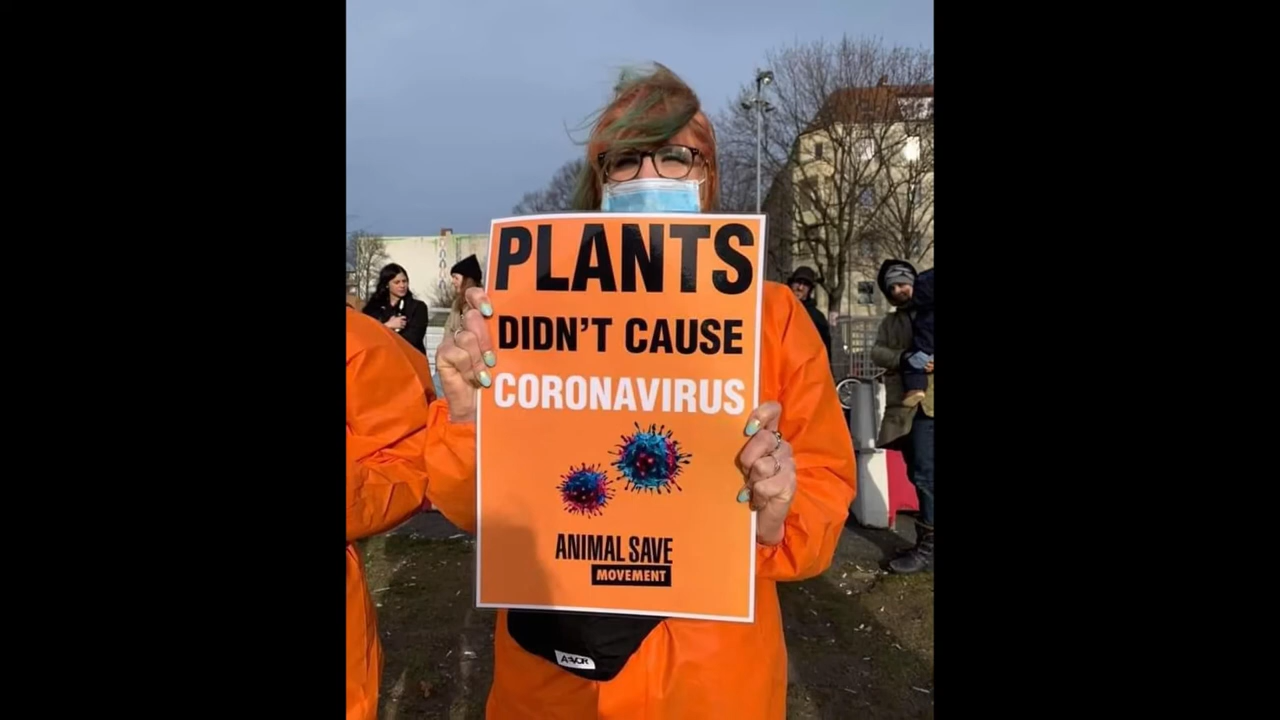 PLANTS
DIDN'T CAUSE
CORONAVIRUS
ANIMAL SAVE
MOVEMENT